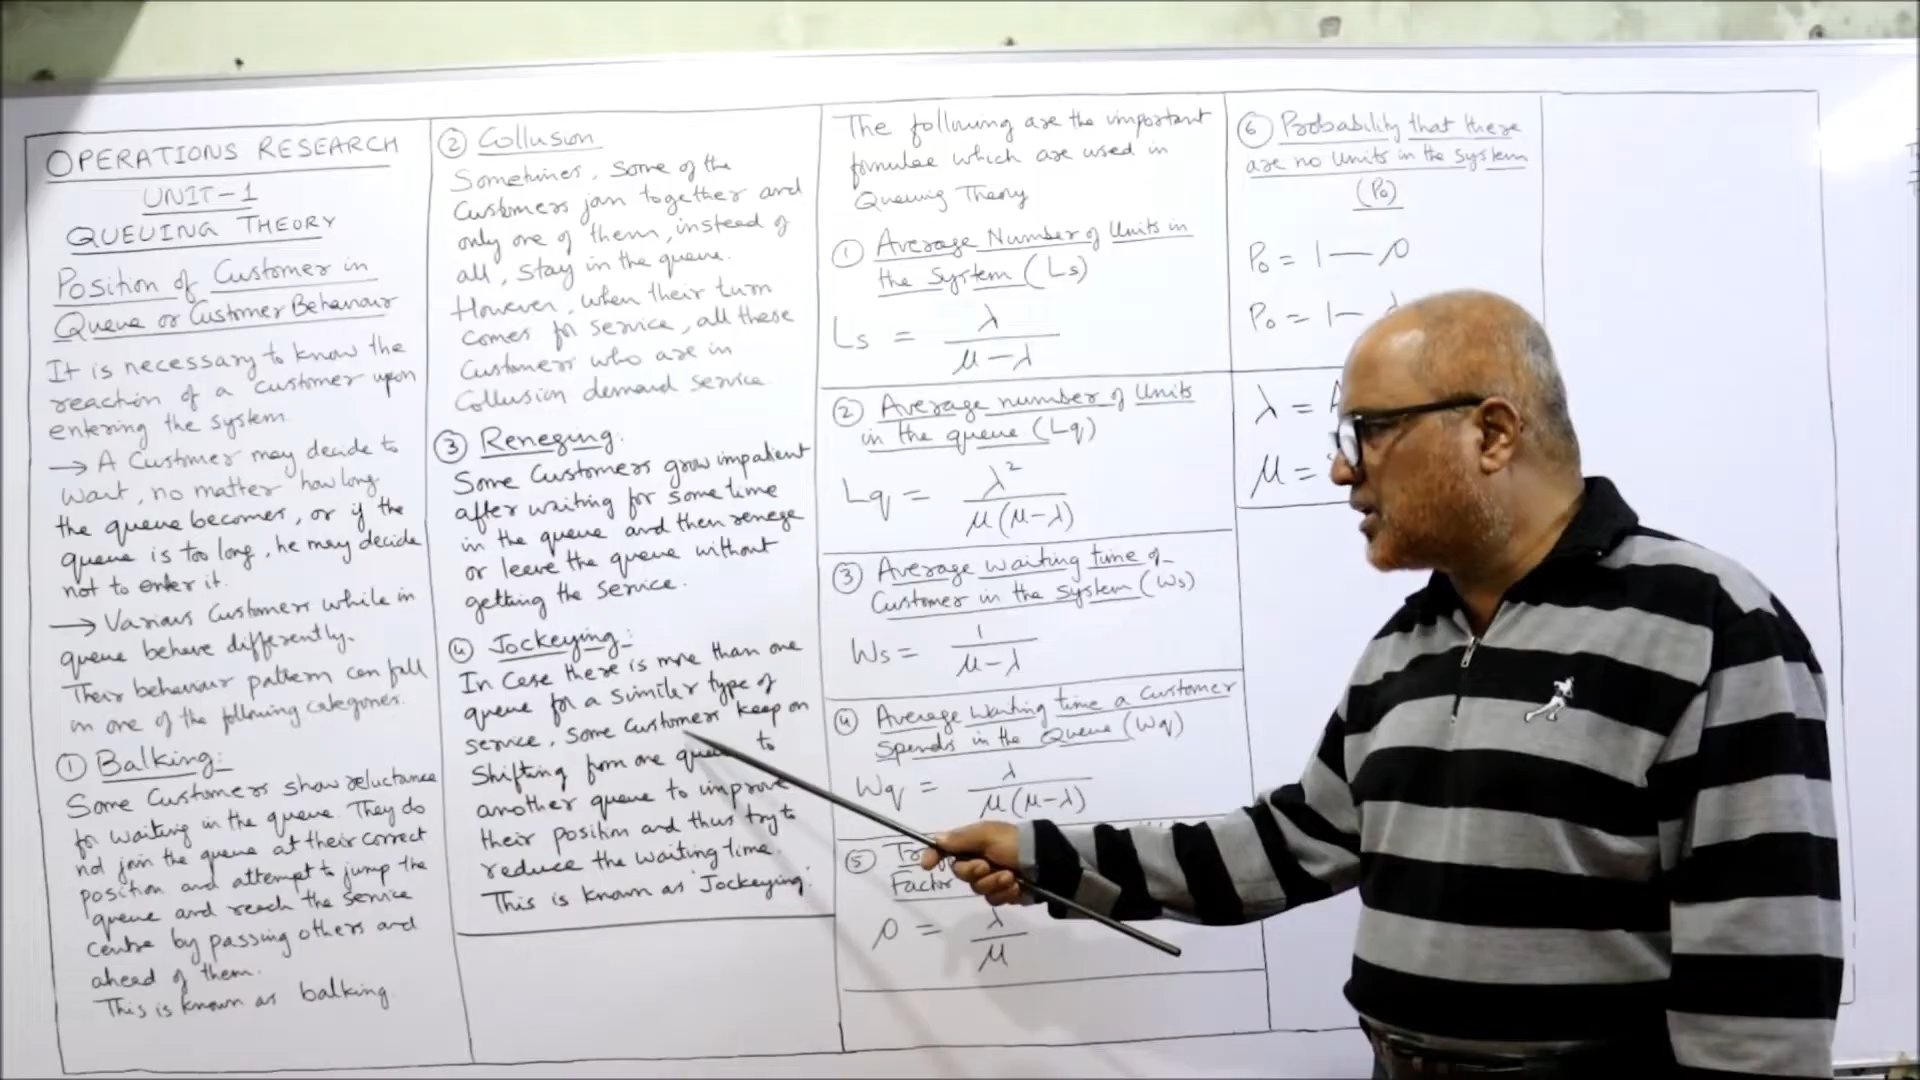 OPERATIONS RESEARCH
UNIT-1
QUEUING THEORY
Position of Customer in
Queue or Customer Behaviour
It is necessary to know the
reaction of a customer upon
entering the system.
→ A Customer may decide to
wait, no matter how long
the queue becomes, or if the
queue is too long, he may decide
not to enter it.
→ Various Customers while in
queue behave differently.
Their behaviour pattern can fall
in one of the following categories.
① Balking:
Some Customers show reluctance
for waiting in the queue. They do
not join the queue at their correct
position and attempt to jump the
queue and reach the service
centre by passing others and
ahead of them.
This is known as balking
② Collusion
Sometimes, Some of the
Customers join together and
only one of them, instead of
all, stay in the queue.
However, when their turn
comes for service, all these
Customers who are in
Collusion demand service
③ Reneging.
Some Customers grow impatient
after waiting for some time
in the queue and then renege
or leave the queue without
getting the service.
④ Jockeying:
In case there is more than one
queue for a similar type of
service, some customers keep on
Shifting from one to
another queue to improve
their position and thus try to
reduce the waiting time.
This is known as 'Jockeying'.
The following are the important
formulae which are used in
Queuing Theory
① Average Number of Units in
the System (Ls)
Ls = λ / μ - λ
② Average number of Units
in the queue (Lq)
Lq = λ² / μ(μ-λ)
③ Average waiting time of
Customer in the System (Ws)
Ws = 1 / μ - λ
④ Average Waiting time a Customer
Spends in the Queue (Wq)
Wq = λ / μ(μ-λ)
⑤
Factor
ρ = λ / μ
⑥ Probability that there
are no Units in the System
(P₀)
P₀ = 1 - ρ
P₀ = 1 -
λ =
μ =